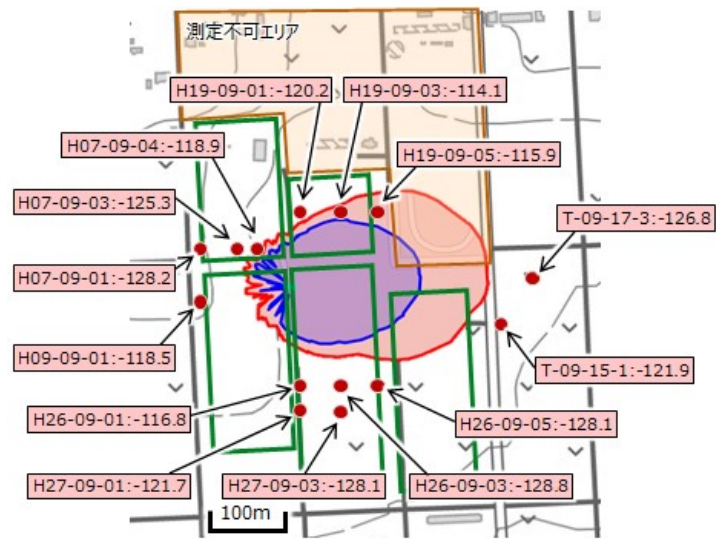 測定不可エリア
H19-09-01:-120.2
H19-09-03:-114.1
H07-09-04:-118.9
H19-09-05:-115.9
H07-09-03:-125.3
T-09-17-3:-126.8
H07-09-01:-128.2
H09-09-01:-118.5
T-09-15-1:-121.9
H26-09-01:-116.8
H26-09-05:-128.1
H27-09-01:-121.7
H27-09-03:-128.1
H26-09-03:-128.8
100m